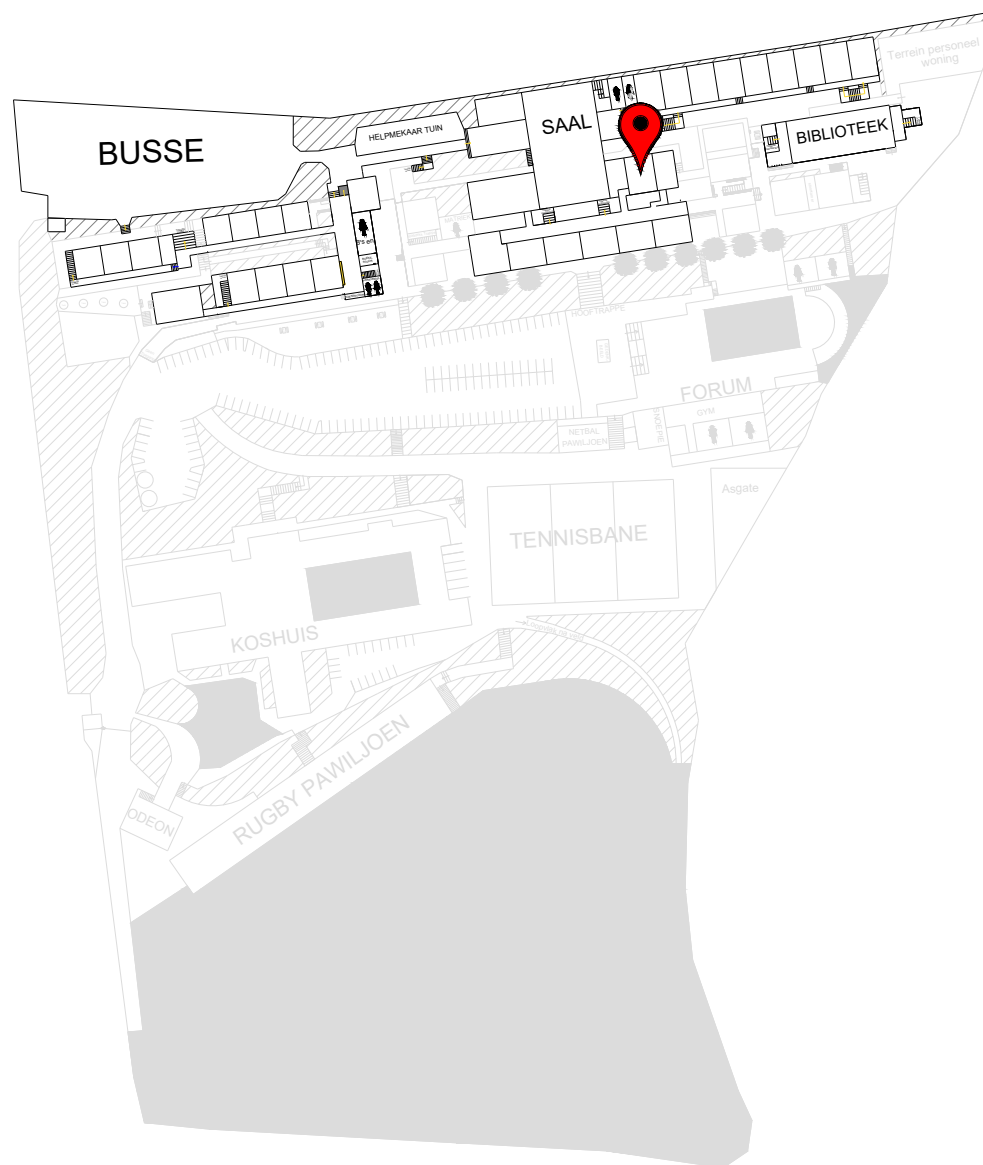 Terrein personeel
woning
SAAL
HELPMEKAAR TUIN
BIBLIOTEEK
BUSSE
HOOFTRAPPE
FORUM
GYM
NETBAL
PAWILJOEN
Asgate
TENNISBANE
KOSHUIS
RUGBY PAWILJOEN
ODEON